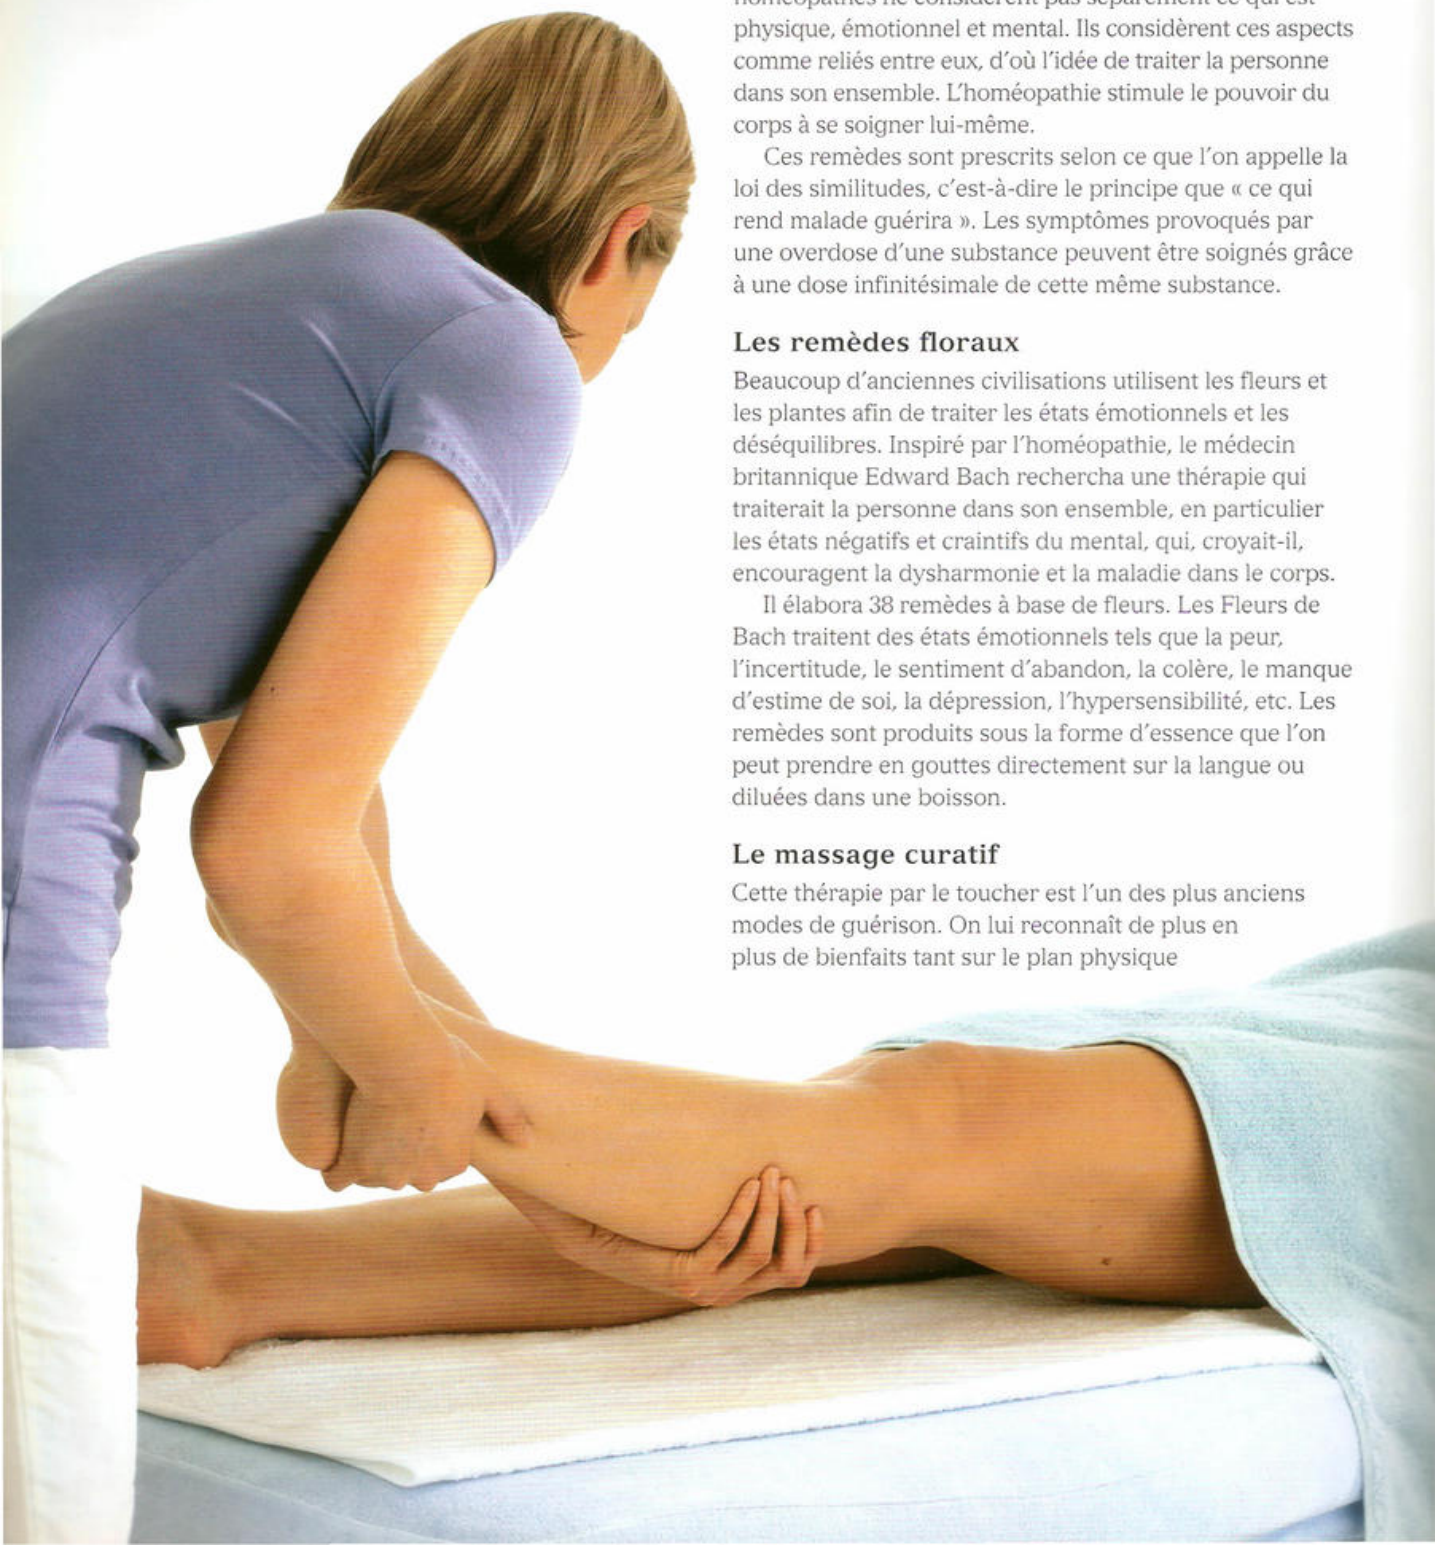 homéopathes ne considèrent pas séparément ce qui est
physique, émotionnel et mental. Ils considèrent ces aspects
comme reliés entre eux, d'où l'idée de traiter la personne
dans son ensemble. L'homéopathie stimule le pouvoir du
corps à se soigner lui-même.
Ces remèdes sont prescrits selon ce que l'on appelle la
loi des similitudes, c'est-à-dire le principe que « ce qui
rend malade guérira ». Les symptômes provoqués par
une overdose d'une substance peuvent être soignés grâce
à une dose infinitésimale de cette même substance.
Les remèdes floraux
Beaucoup d'anciennes civilisations utilisent les fleurs et
les plantes afin de traiter les états émotionnels et les
déséquilibres. Inspiré par l'homéopathie, le médecin
britannique Edward Bach rechercha une thérapie qui
traiterait la personne dans son ensemble, en particulier
les états négatifs et craintifs du mental, qui, croyait-il,
encouragent la dysharmonie et la maladie dans le corps.
Il élabora 38 remèdes à base de fleurs. Les Fleurs de
Bach traitent des états émotionnels tels que la peur,
l'incertitude, le sentiment d'abandon, la colère, le manque
d'estime de soi, la dépression, l'hypersensibilité, etc. Les
remèdes sont produits sous la forme d'essence que l'on
peut prendre en gouttes directement sur la langue ou
diluées dans une boisson.
Le massage curatif
Cette thérapie par le toucher est l'un des plus anciens
modes de guérison. On lui reconnaît de plus en
plus de bienfaits tant sur le plan physique